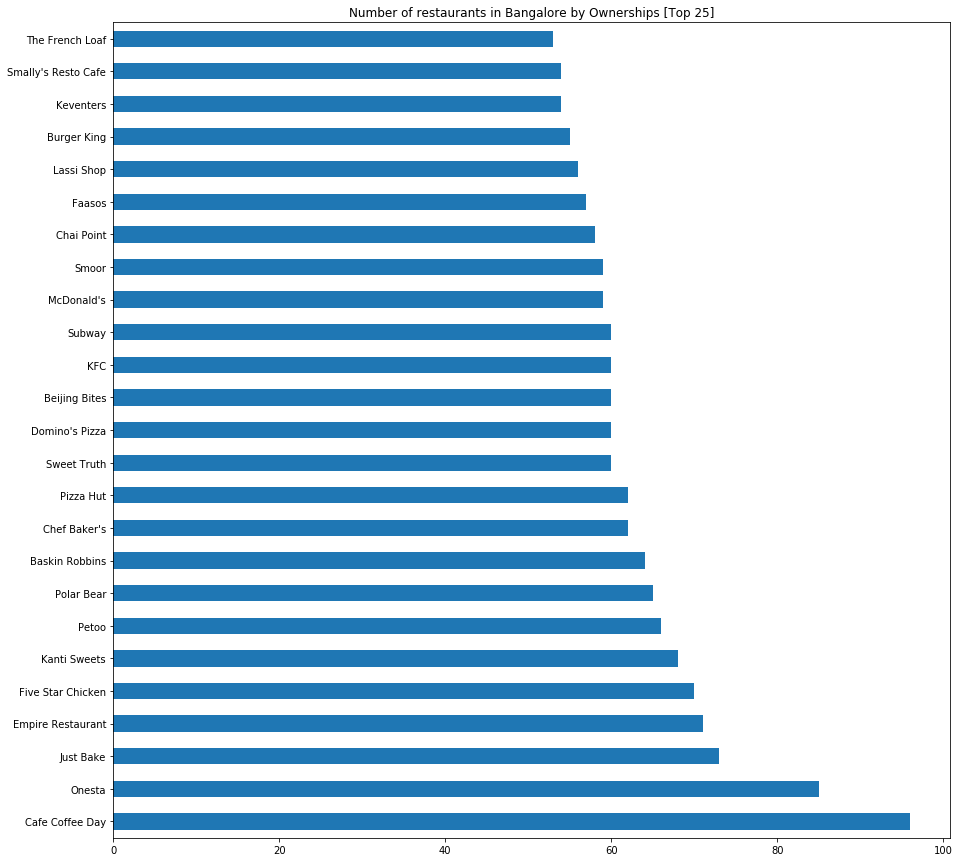 Number of restaurants in Bangalore by Ownerships [Top 25]
The French Loaf
Smally's Resto Cafe
Keventers
Burger King
Lassi Shop
Faasos
Chai Point
Smoor
McDonald's
Subway
KFC
Beijing Bites
Domino's Pizza
Sweet Truth
Pizza Hut
Chef Baker's
Baskin Robbins
Polar Bear
Petoo
Kanti Sweets
Five Star Chicken
Empire Restaurant
Just Bake
Onesta
Cafe Coffee Day
0 20 40 60 80 100